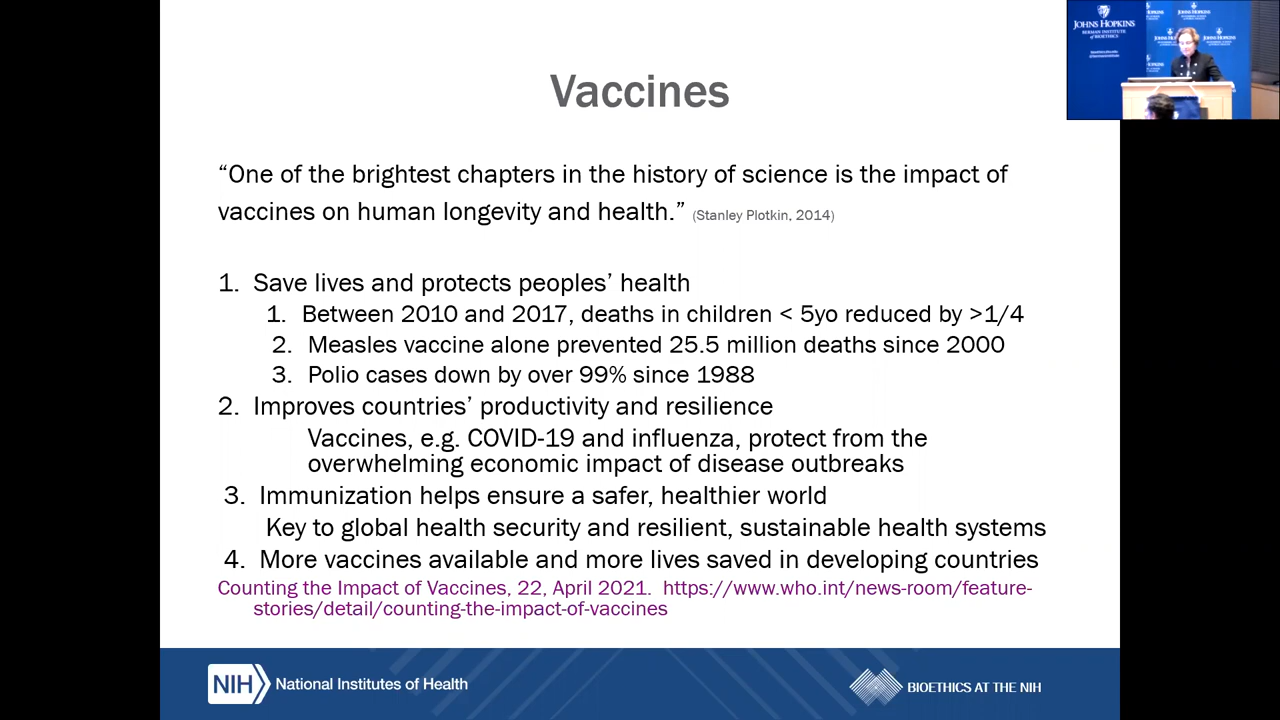 Vaccines
“One of the brightest chapters in the history of science is the impact of
vaccines on human longevity and health.” (Stanley Plotkin, 2014)
1. Save lives and protects peoples’ health
1. Between 2010 and 2017, deaths in children < 5yo reduced by >1/4
2. Measles vaccine alone prevented 25.5 million deaths since 2000
3. Polio cases down by over 99% since 1988
2. Improves countries’ productivity and resilience
Vaccines, e.g. COVID-19 and influenza, protect from the
overwhelming economic impact of disease outbreaks
3. Immunization helps ensure a safer, healthier world
Key to global health security and resilient, sustainable health systems
4. More vaccines available and more lives saved in developing countries
Counting the Impact of Vaccines, 22, April 2021. https://www.who.int/news-room/feature-
stories/detail/counting-the-impact-of-vaccines
NIH National Institutes of Health
BIOETHICS AT THE NIH
JOHNS HOPKINS
BERMAN INSTITUTE
of BIOETHICS